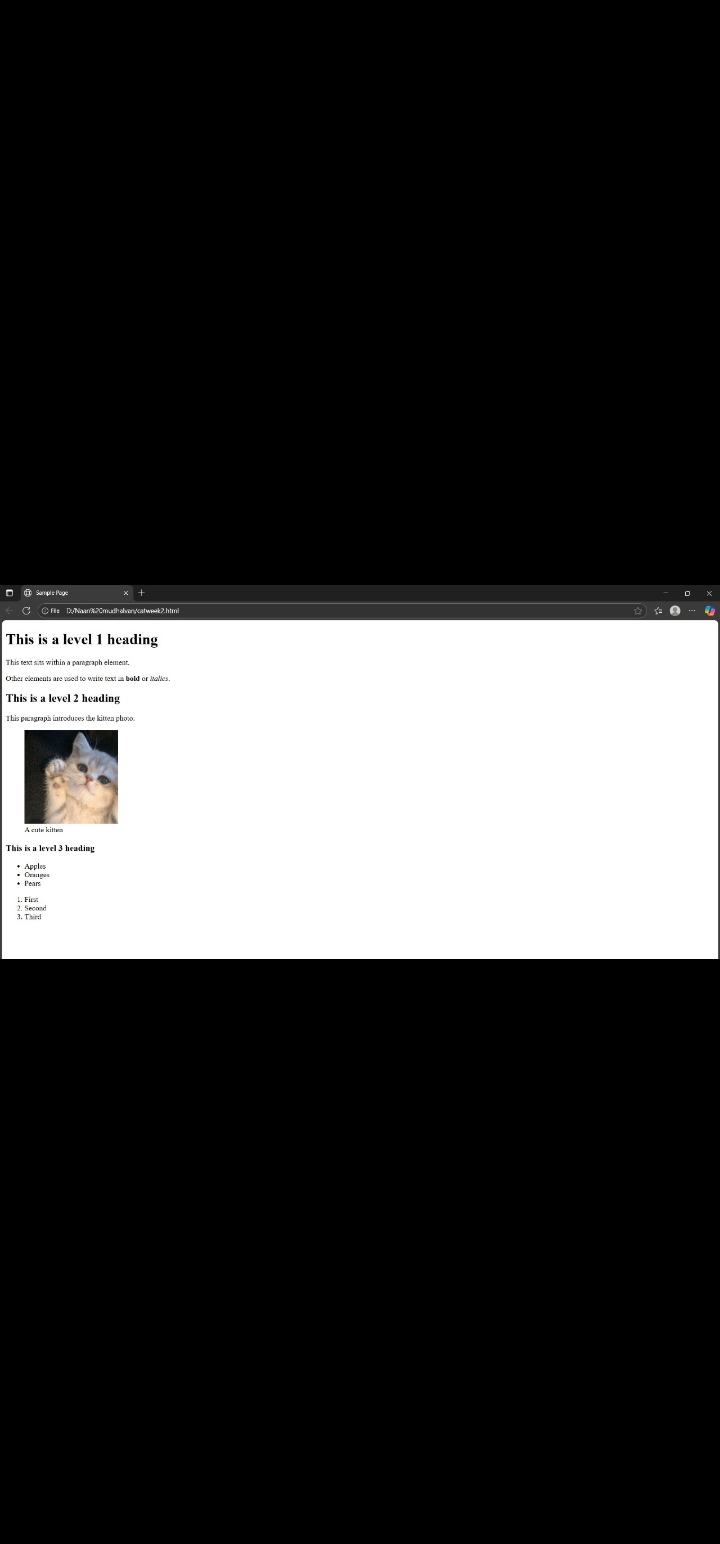 Sample Page
File D:/Naan%20mudhalvan/catweek2.html
This is a level 1 heading
This text sits within a paragraph element.
Other elements are used to write text in bold or italics.
This is a level 2 heading
This paragraph introduces the kitten photo.
A cute kitten
This is a level 3 heading
• Apples
• Oranges
• Pears
1. First
2. Second
3. Third